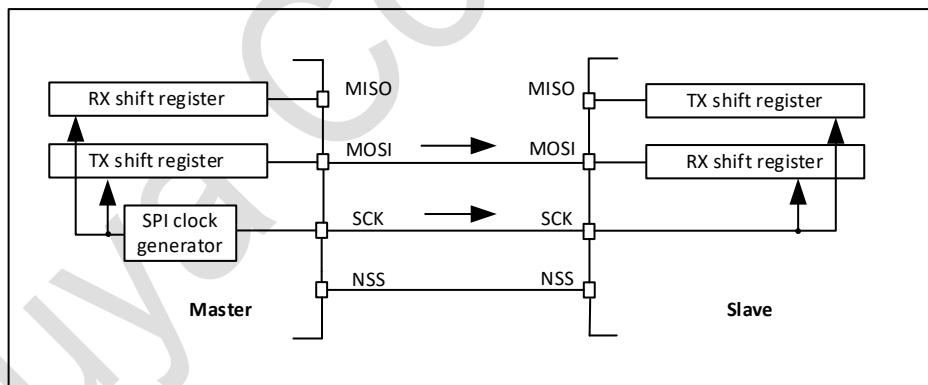 RX shift register
MISO
MISO
TX shift register
TX shift register
MOSI
MOSI
RX shift register
SPI clock
generator
SCK
SCK
NSS
NSS
Master
Slave